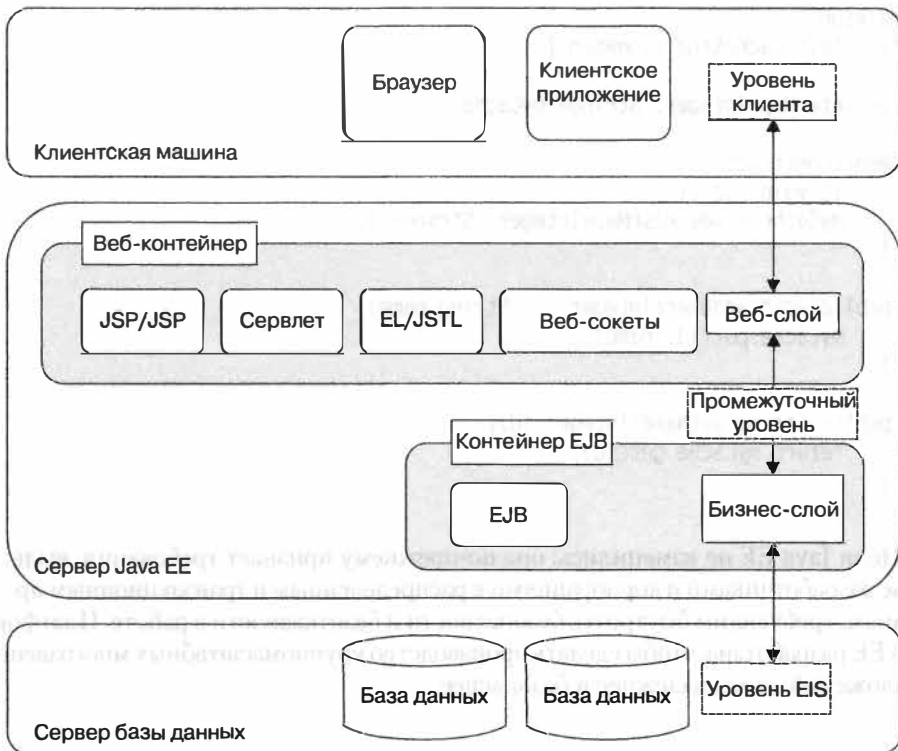 Браузер
Клиентское
приложение
Уровень
клиента
Клиентская машина
Веб-контейнер
JSP/JSP
Сервлет
EL/JSTL
Веб-сокеты
Веб-слой
Промежуточный
уровень
Контейнер EJB
EJB
Бизнес-слой
Сервер Java EE
База данных
База данных
Уровень EIS
Сервер базы данных